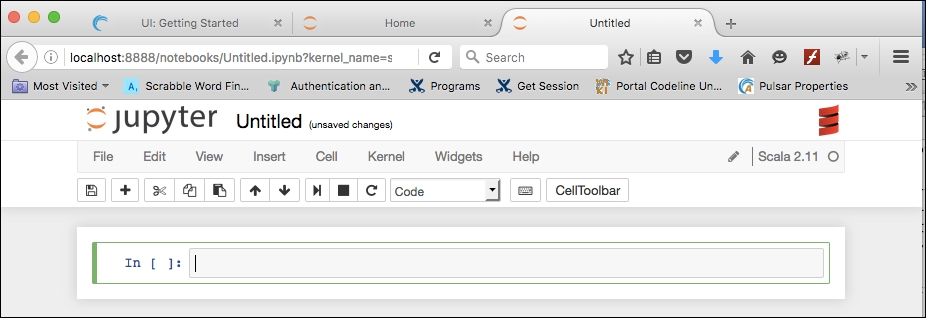 UI: Getting Started Home Untitled
localhost:8888/notebooks/Untitled.ipynb?kernel_name=s Search
Most Visited A, Scrabble Word Fin... Authentication an... Programs Get Session Portal Codeline Un... Pulsar Properties
jupyter Untitled (unsaved changes)
File Edit View Insert Cell Kernel Widgets Help Scala 2.11
Code CellToolbar
In [ ]: